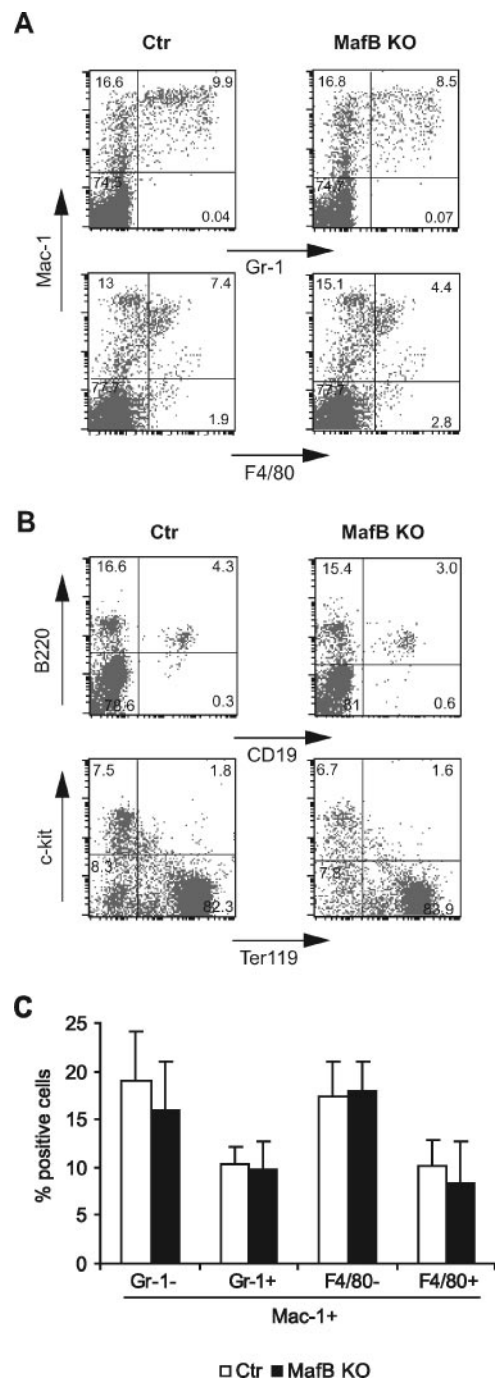 A
Ctr MafB KO
16.6 9.9 16.8 8.5
74.7
0.04 0.07
Mac-1
Gr-1
13 7.4 15.1 4.4
77.7 77.7
1.9 2.8
F4/80
B
Ctr MafB KO
16.6 4.3 15.4 3.0
B220
78.6 0.3 81 0.6
CD19
7.5 1.8 6.7 1.6
c-kit
8.3 7.8
82.3 83.9
Ter119
C
25
20
15
10
5
0
% positive cells
Gr-1- Gr-1+ F4/80- F4/80+
Mac-1+
Ctr MafB KO